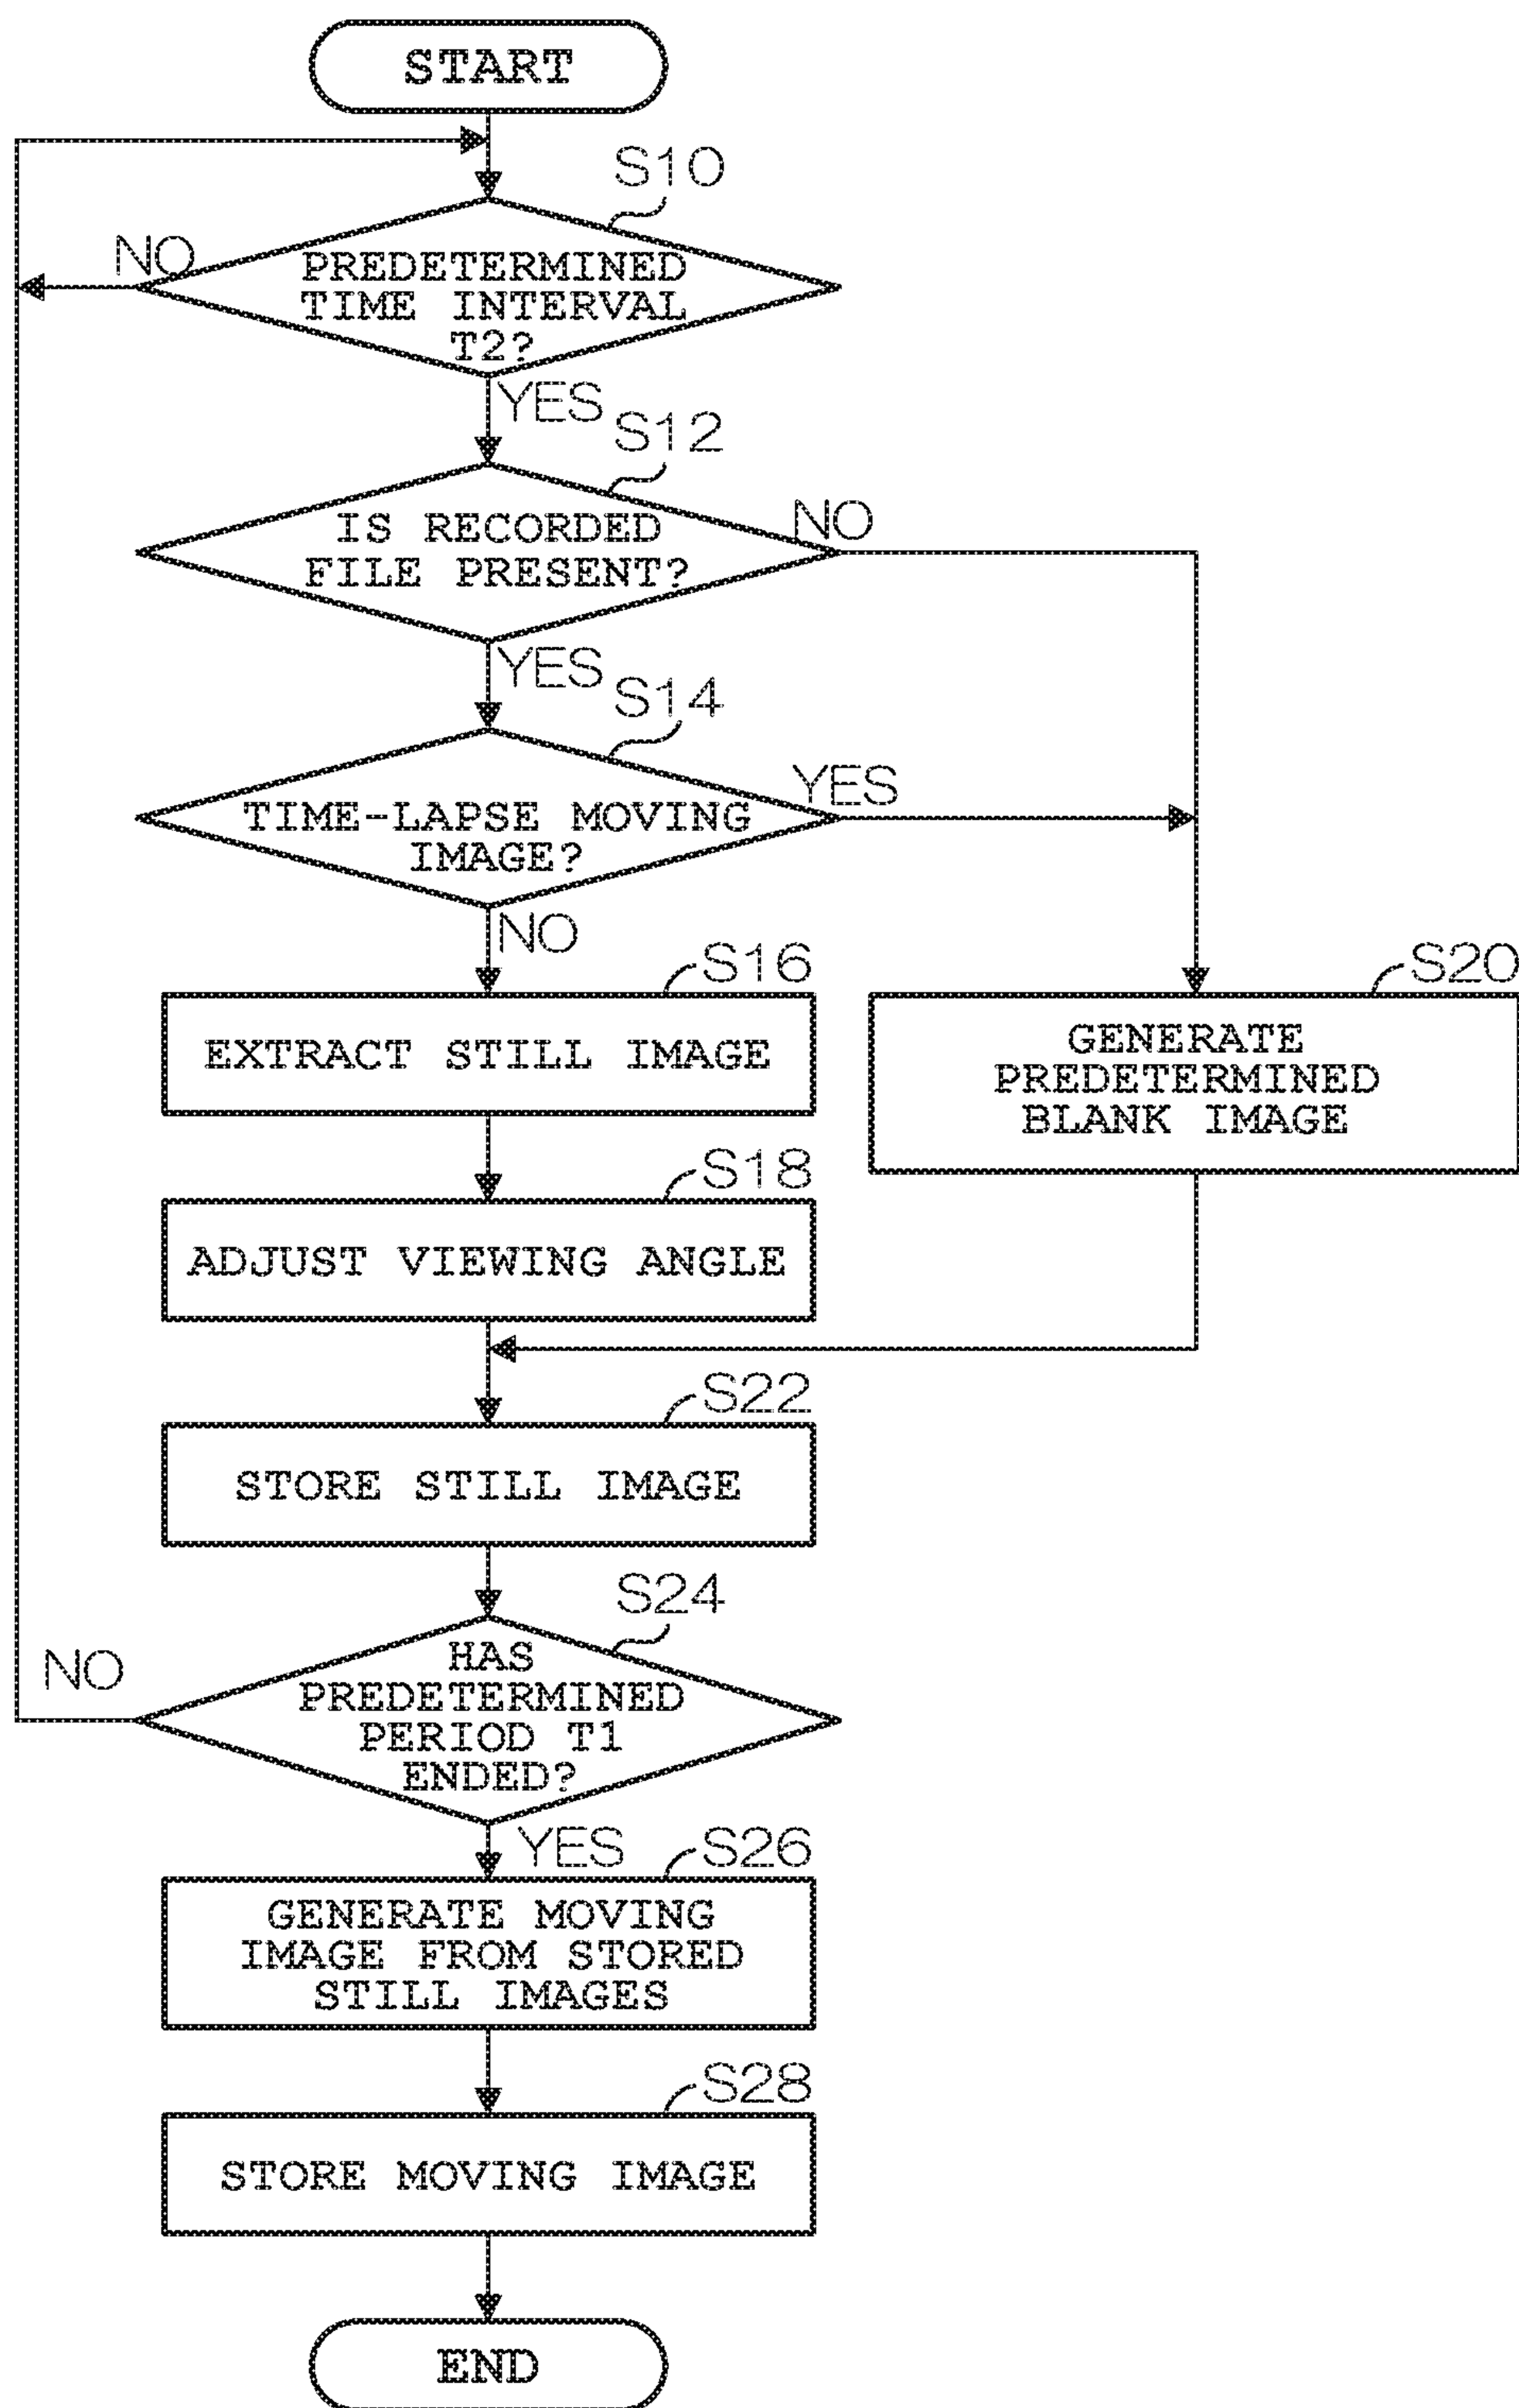 START
S10
NO
PREDETERMINED
TIME INTERVAL
T2?
YES
S12
IS RECORDED
FILE PRESENT?
NO
YES
S14
TIME-LAPSE MOVING
IMAGE?
YES
NO
S16
EXTRACT STILL IMAGE
S20
GENERATE
PREDETERMINED
BLANK IMAGE
S18
ADJUST VIEWING ANGLE
S22
STORE STILL IMAGE
S24
HAS
PREDETERMINED
PERIOD T1
ENDED?
NO
YES
S26
GENERATE MOVING
IMAGE FROM STORED
STILL IMAGES
S28
STORE MOVING IMAGE
END